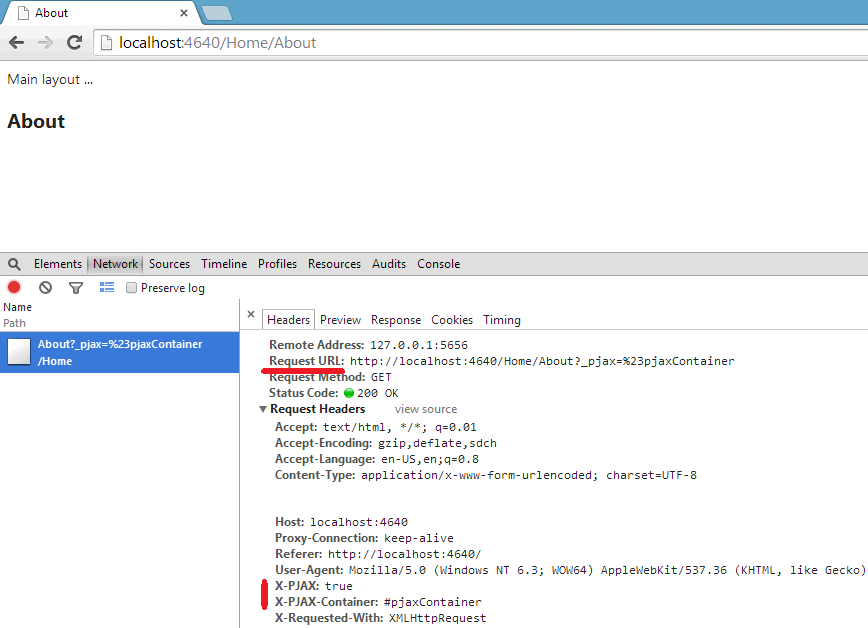 About
localhost:4640/Home/About
Main layout ...
About
Elements Network Sources Timeline Profiles Resources Audits Console
Preserve log
Name
Path
Headers Preview Response Cookies Timing
About?_pjax=%23pjaxContainer
/Home
Remote Address: 127.0.0.1:5656
Request URL: http://localhost:4640/Home/About?_pjax=%23pjaxContainer
Request Method: GET
Status Code: 200 OK
Request Headers view source
Accept: text/html, */*; q=0.01
Accept-Encoding: gzip,deflate,sdch
Accept-Language: en-US,en;q=0.8
Content-Type: application/x-www-form-urlencoded; charset=UTF-8
Host: localhost:4640
Proxy-Connection: keep-alive
Referer: http://localhost:4640/
User-Agent: Mozilla/5.0 (Windows NT 6.3; WOW64) AppleWebKit/537.36 (KHTML, like Gecko)
X-PJAX: true
X-PJAX-Container: #pjaxContainer
X-Requested-With: XMLHttpRequest